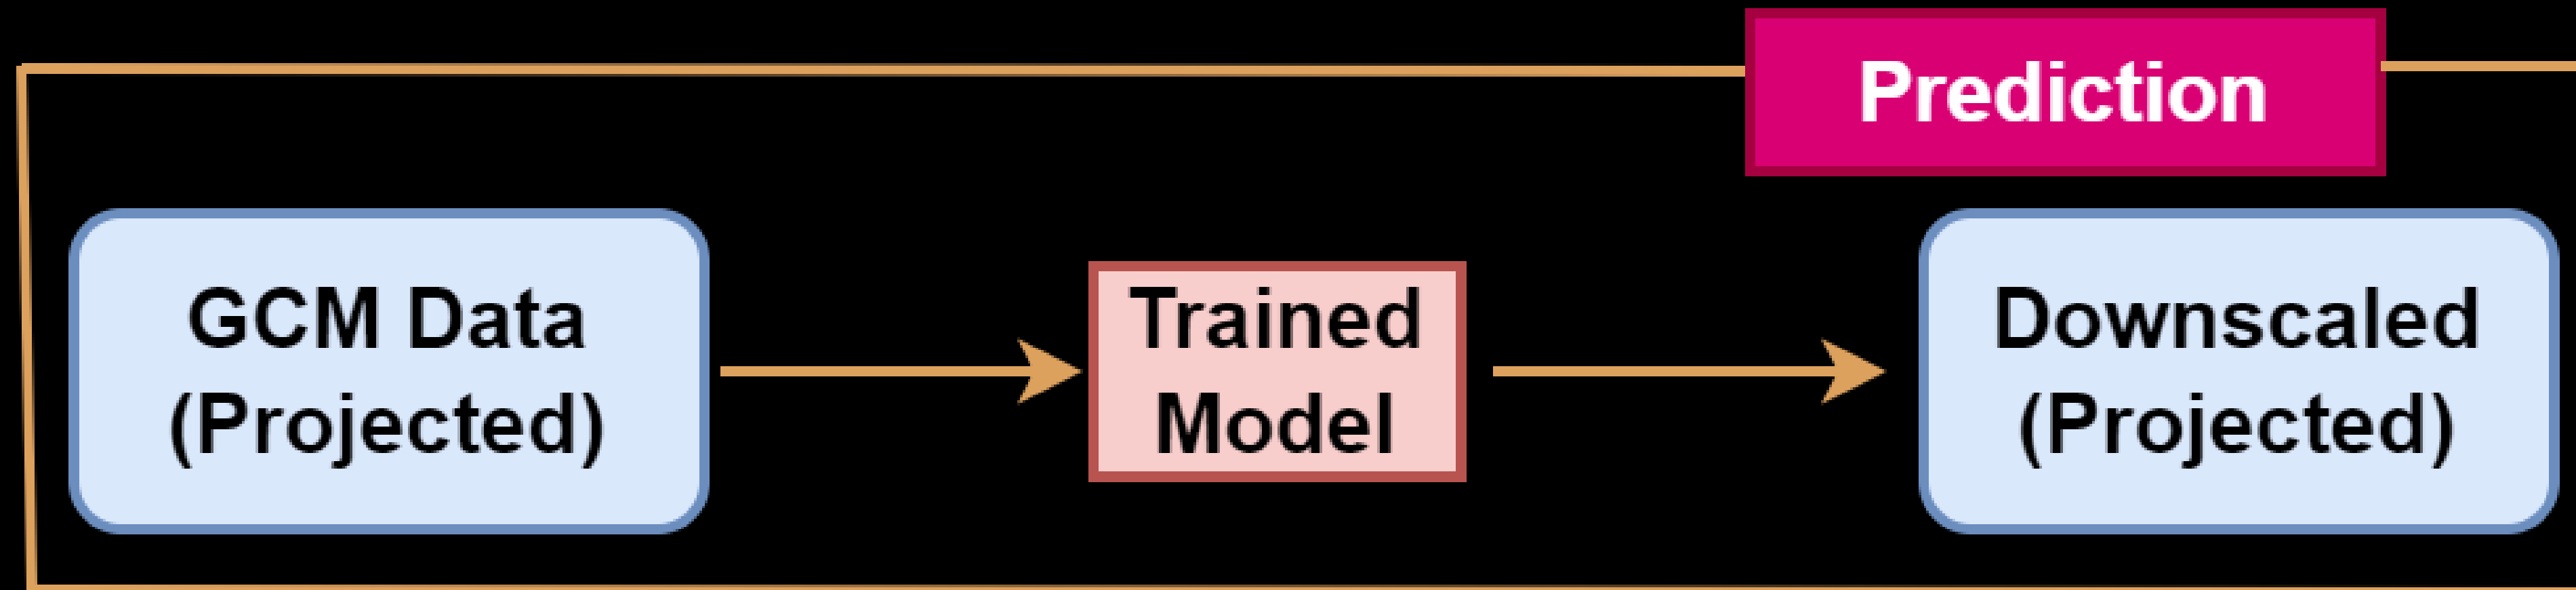 Prediction
GCM Data
(Projected)
Trained
Model
Downscaled
(Projected)